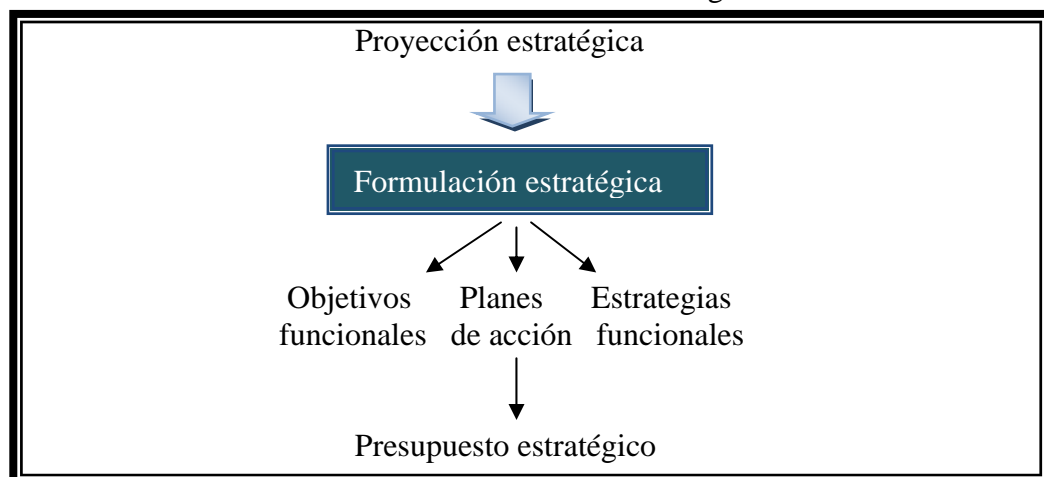 Proyección estratégica
Formulación estratégica
Objetivos Planes Estrategias
funcionales de acción funcionales
Presupuesto estratégico